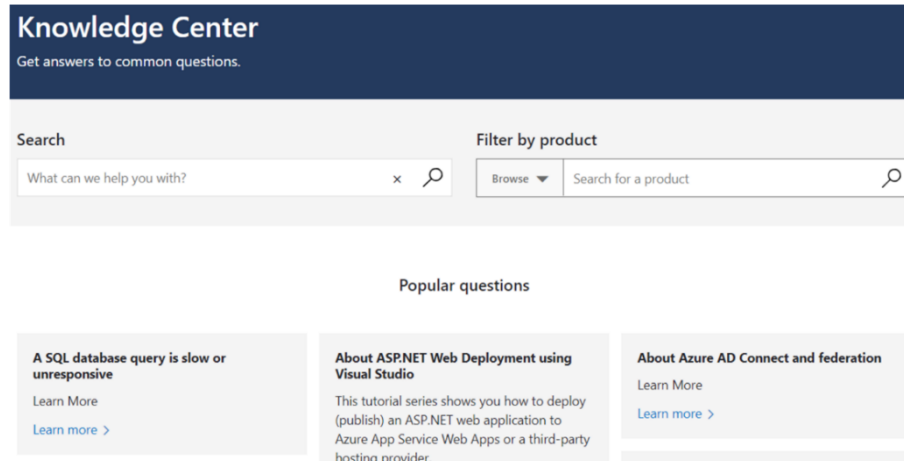 Knowledge Center
Get answers to common questions.
Search
Filter by product
What can we help you with?
×
Browse
Search for a product
Popular questions
A SQL database query is slow or
unresponsive
Learn More
Learn more >
About ASP.NET Web Deployment using
Visual Studio
This tutorial series shows you how to deploy
(publish) an ASP.NET web application to
Azure App Service Web Apps or a third-party
hosting provider.
About Azure AD Connect and federation
Learn More
Learn more >